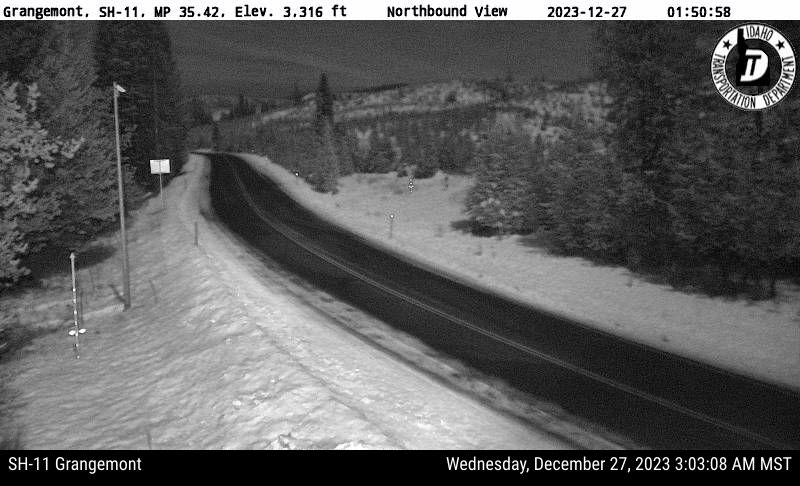 Grangemont, SH-11, MP 35.42, Elev. 3,316 ft Northbound View 2023-12-27 01:50:58
IDAHO
TRANSPORTATION DEPARTMENT
SH-11 Grangemont Wednesday, December 27, 2023 3:03:08 AM MST